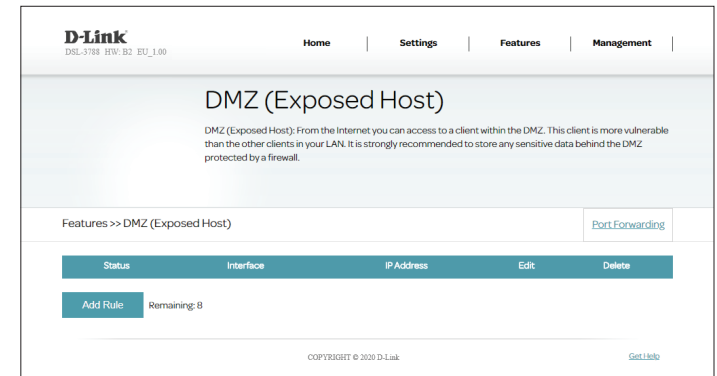 D-Link
DSL-3788 HW: B2 EU_1.00
Home
Settings
Features
Management
DMZ (Exposed Host)
DMZ (Exposed Host): From the Internet you can access to a client within the DMZ. This client is more vulnerable
than the other clients in your LAN. It is strongly recommended to store any sensitive data behind the DMZ
protected by a firewall.
Features >> DMZ (Exposed Host)
Port Forwarding
Status Interface IP Address Edit Delete
Add Rule
Remaining: 8
COPYRIGHT © 2020 D-Link
Get Help